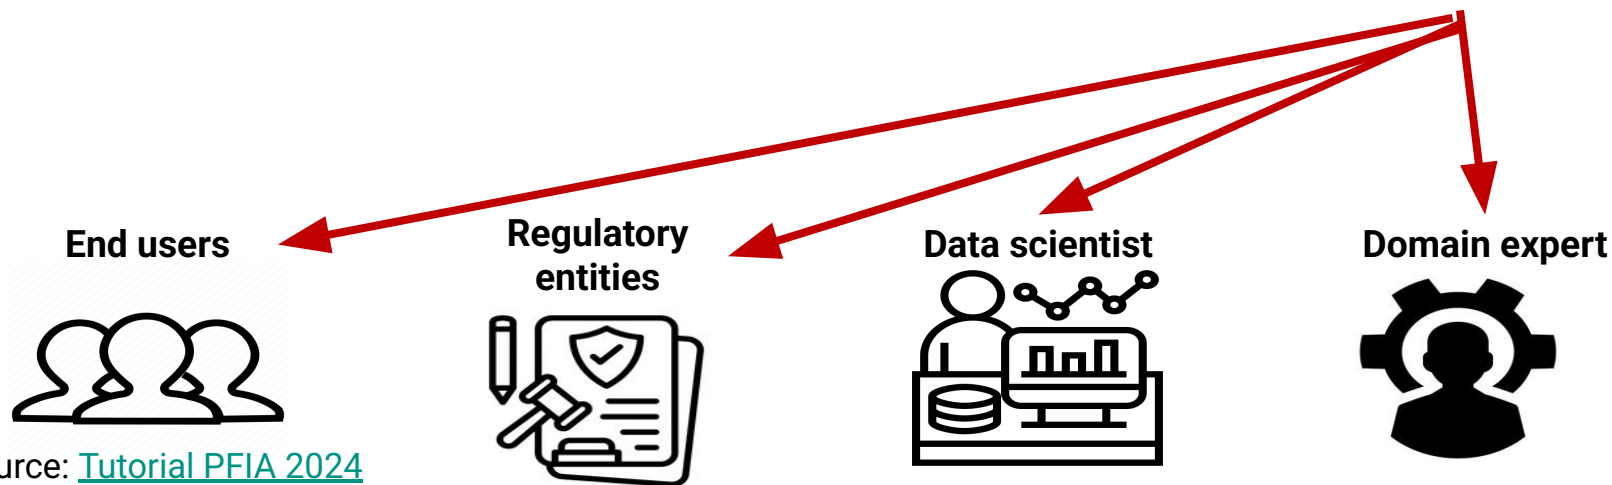 End users
Regulatory
entities
Data scientist
Domain expert
urce: Tutorial PFIA 2024